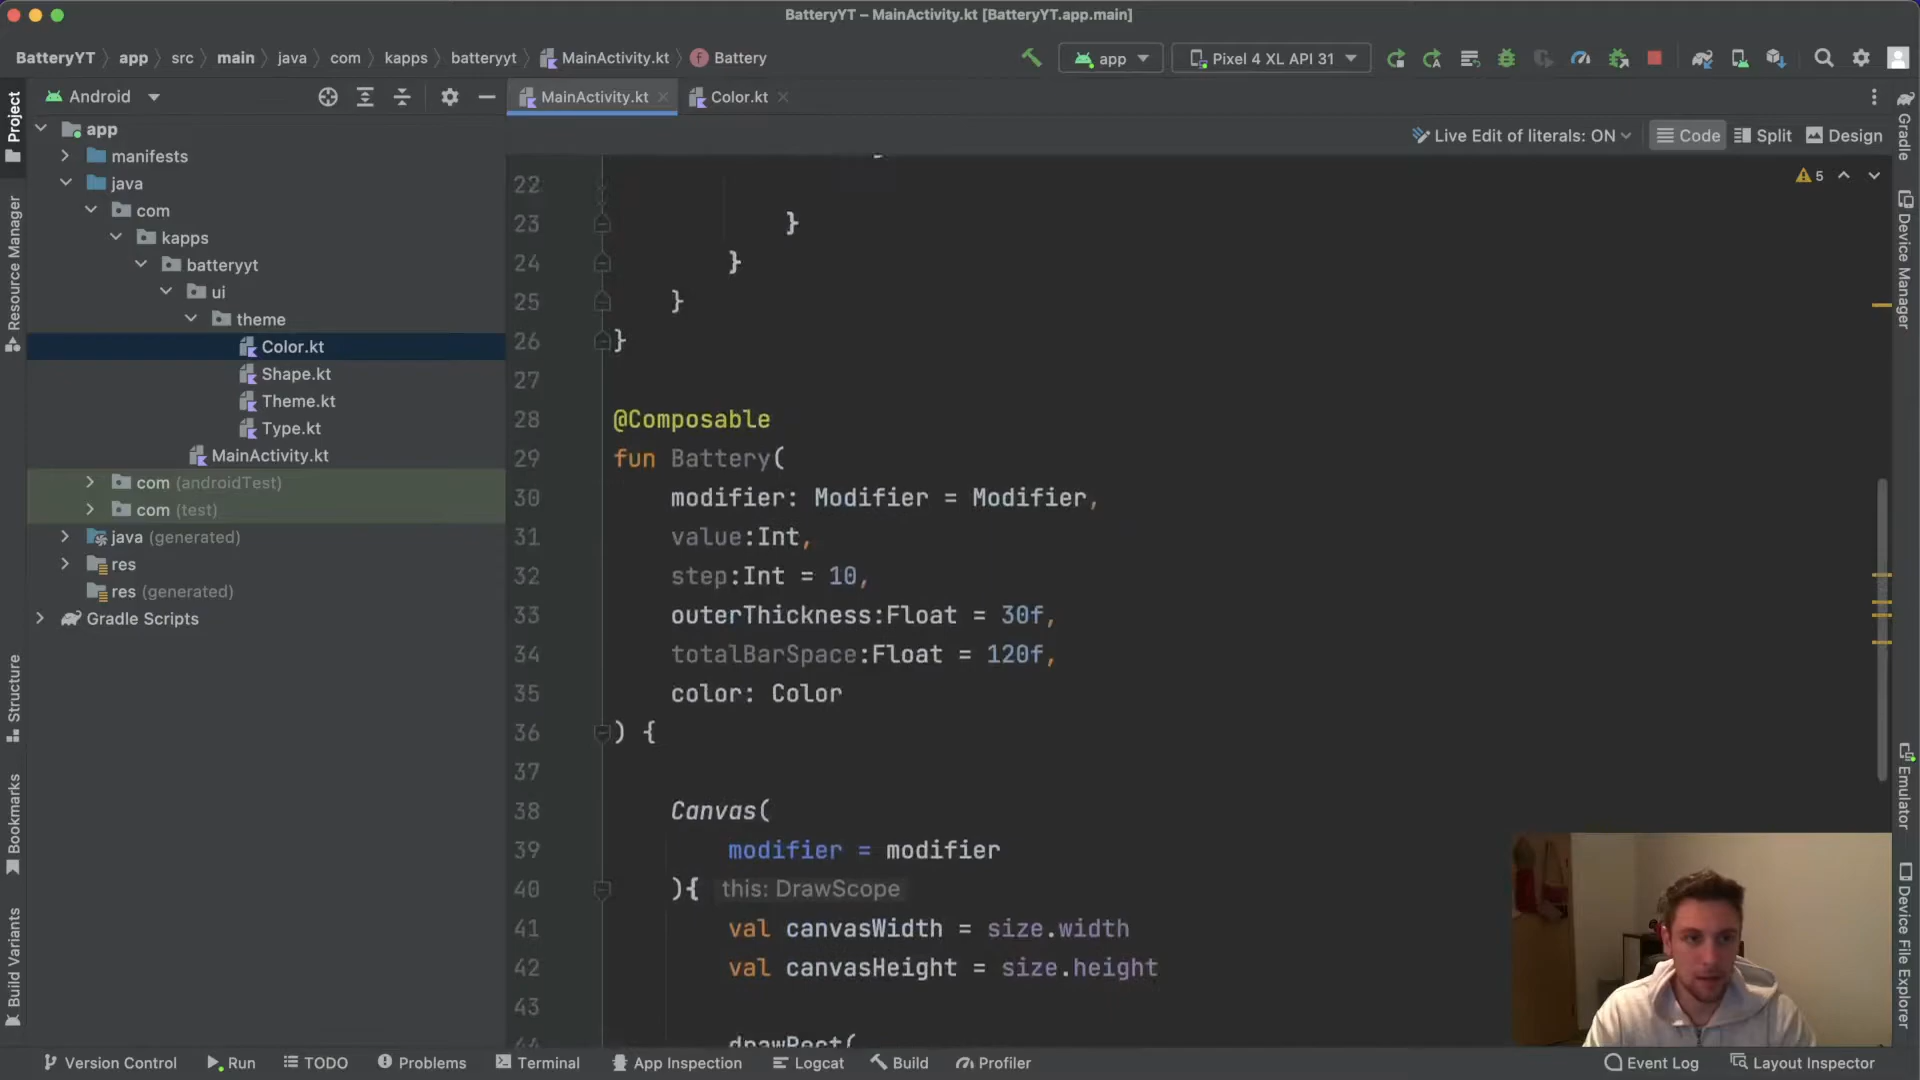 BatteryYT – MainActivity.kt [BatteryYT.app.main]
BatteryYT app src main java com kapps batteryyt MainActivity.kt Battery
app Pixel 4 XL API 31
Android
MainActivity.kt Color.kt
Live Edit of literals: ON Code Split Design
5
Project
Resource Manager
Structure
Bookmarks
Build Variants
app
manifests
java
com
kapps
batteryyt
ui
theme
Color.kt
Shape.kt
Theme.kt
Type.kt
MainActivity.kt
com (androidTest)
com (test)
java (generated)
res
res (generated)
Gradle Scripts
22
23 }
24 }
25 }
26 }
27
28 @Composable
29 fun Battery(
30 modifier: Modifier = Modifier,
31 value:Int,
32 step:Int = 10,
33 outerThickness:Float = 30f,
34 totalBarSpace:Float = 120f,
35 color: Color
36 ) {
37
38 Canvas(
39 modifier = modifier
40 ){ this: DrawScope
41 val canvasWidth = size.width
42 val canvasHeight = size.height
43
44 drawRect(
Gradle
Device Manager
Emulator
Device File Explorer
Version Control Run TODO Problems Terminal App Inspection Logcat Build Profiler Event Log Layout Inspector